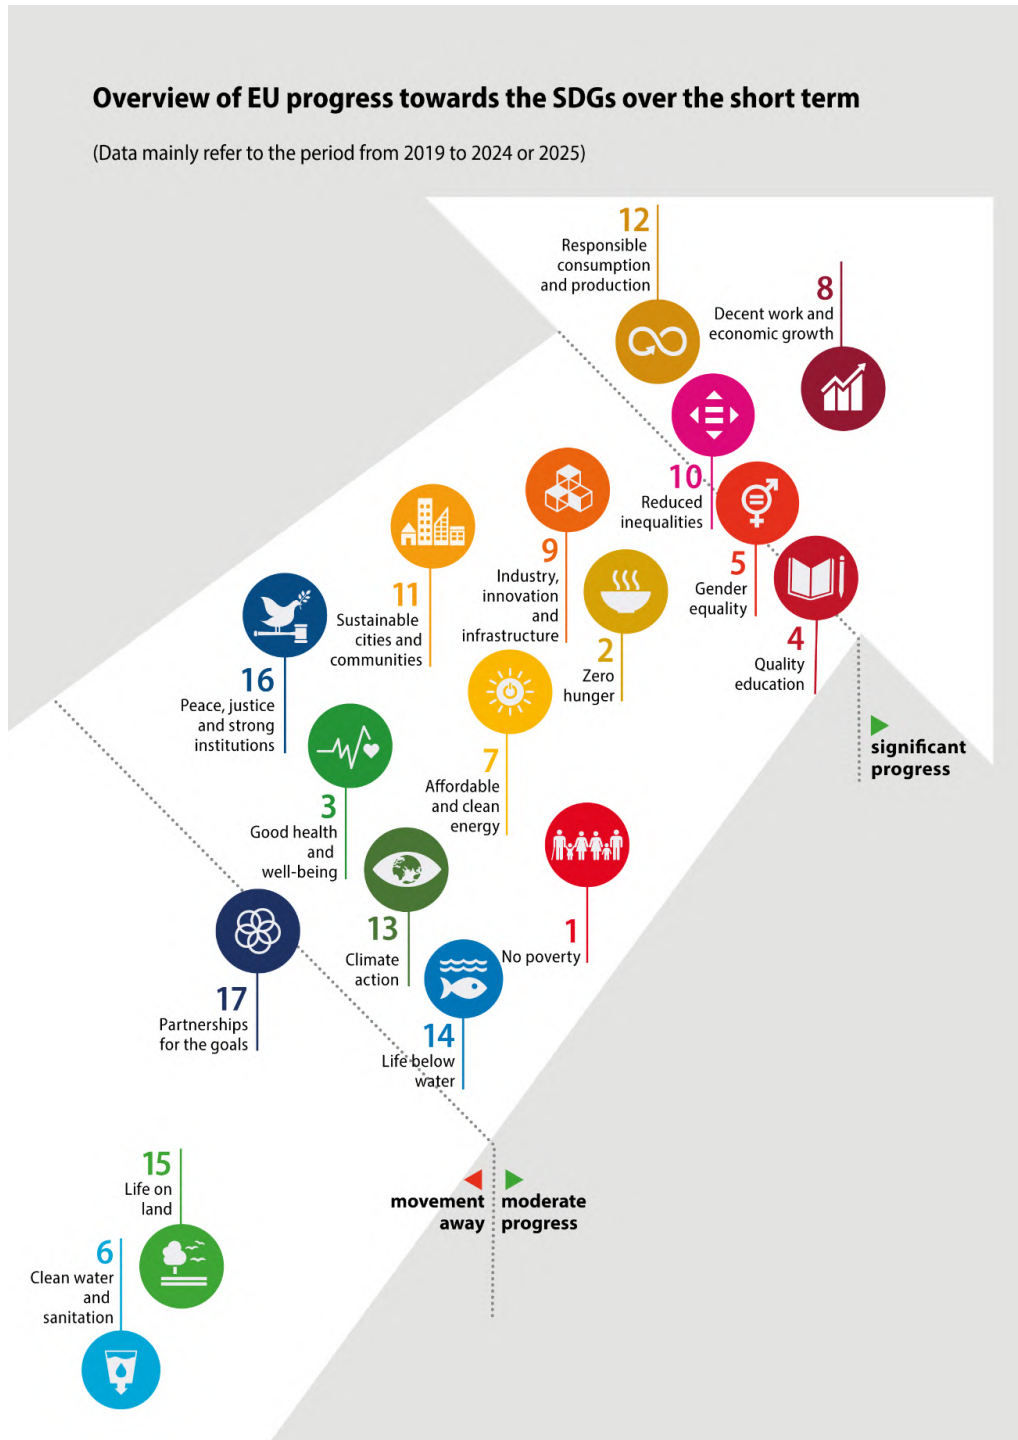 Overview of EU progress towards the SDGs over the short term
(Data mainly refer to the period from 2019 to 2024 or 2025)
12
Responsible
consumption
and production
8
Decent work and
economic growth
10
Reduced
inequalities
9
Industry,
innovation
and
infrastructure
5
Gender
equality
11
Sustainable
cities and
communities
2
Zero
hunger
4
Quality
education
16
Peace, justice
and strong
institutions
significant
progress
7
Affordable
and clean
energy
3
Good health
and
well-being
13
Climate
action
1
No poverty
17
Partnerships
for the goals
14
Life below
water
15
Life on
land
movement
away
moderate
progress
6
Clean water
and
sanitation